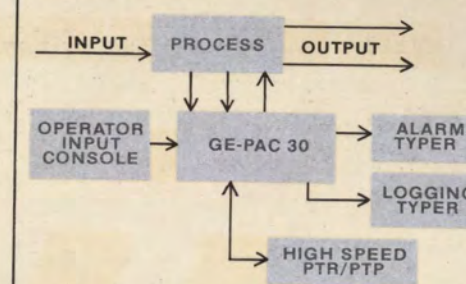 INPUT
PROCESS
OUTPUT
OPERATOR
INPUT
CONSOLE
GE-PAC 30
ALARM
TYPER
LOGGING
TYPER
HIGH SPEED
PTR/PTP